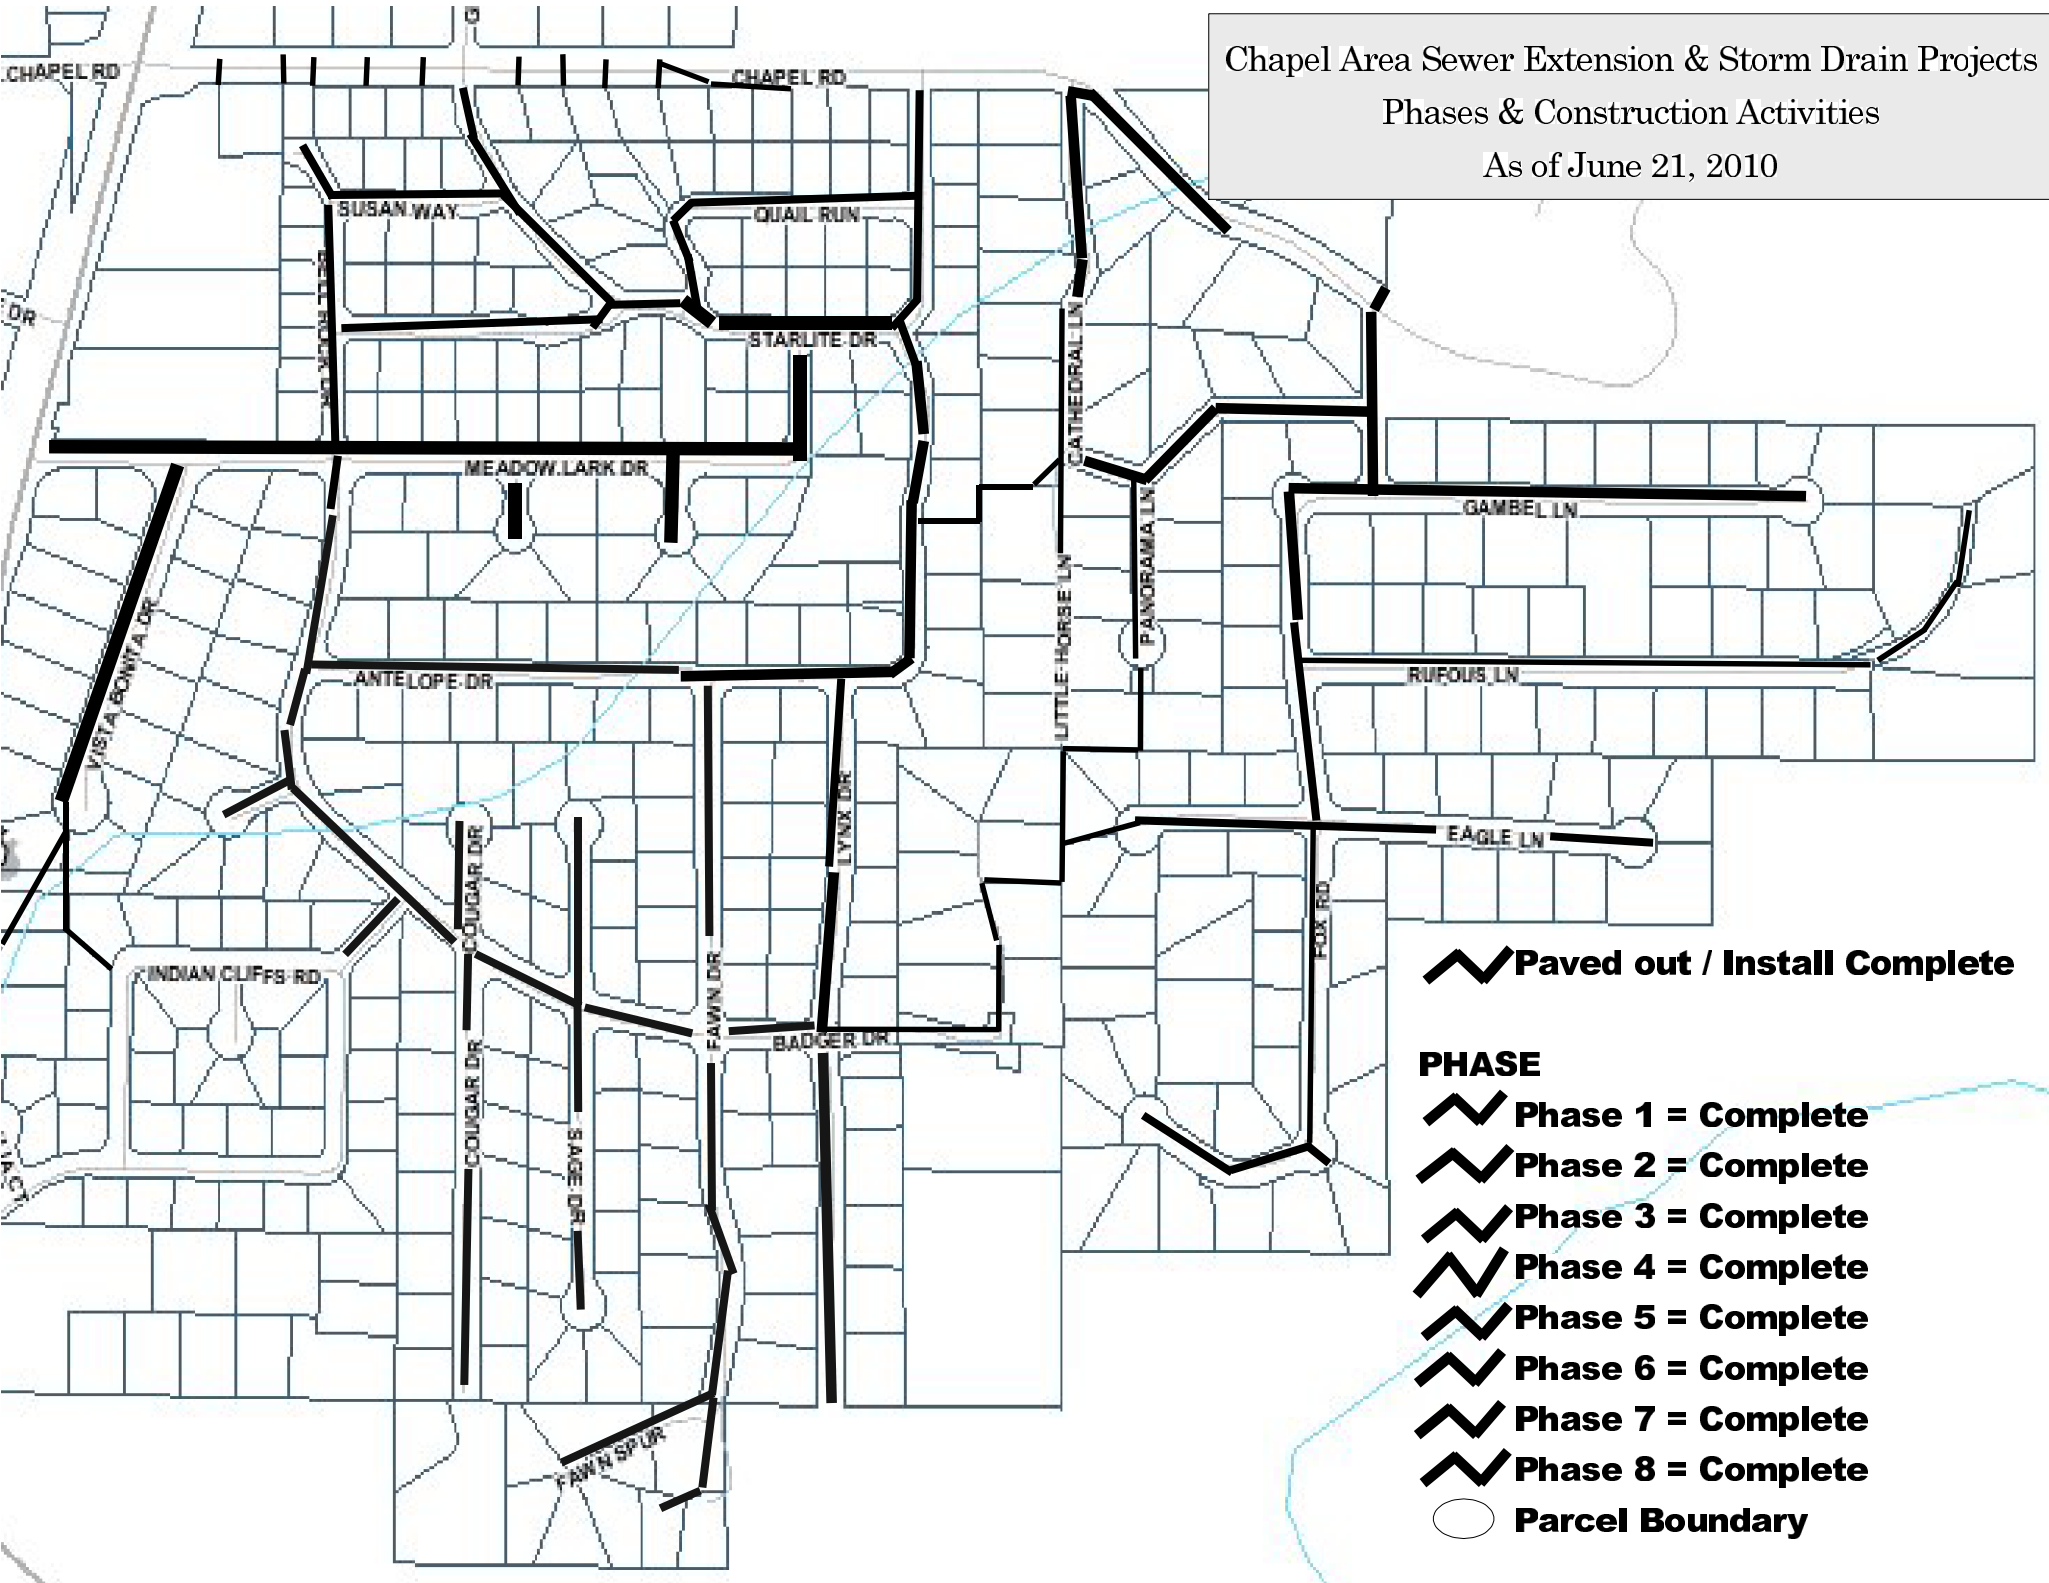 Chapel Area Sewer Extension & Storm Drain Projects
Phases & Construction Activities
As of June 21, 2010
CHAPEL RD
CHAPEL RD
SUSAN WAY
QUAIL RUN
DR
STARLITE DR
CATHEDRAL LN
MEADOW LARK DR
GAMBEL LN
PANORAMA LN
LITTLE HORSE LN
VISTA BONITA DR
ANTELOPE DR
RUFOUS LN
LYNX DR
EAGLE LN
COUGAR DR
FOX RD
INDIAN CLIFFS RD
FAWN DR
BADGER DR
COUGAR DR
SAGE DR
FAWN SPUR
Paved out / Install Complete
PHASE
Phase 1 = Complete
Phase 2 = Complete
Phase 3 = Complete
Phase 4 = Complete
Phase 5 = Complete
Phase 6 = Complete
Phase 7 = Complete
Phase 8 = Complete
Parcel Boundary